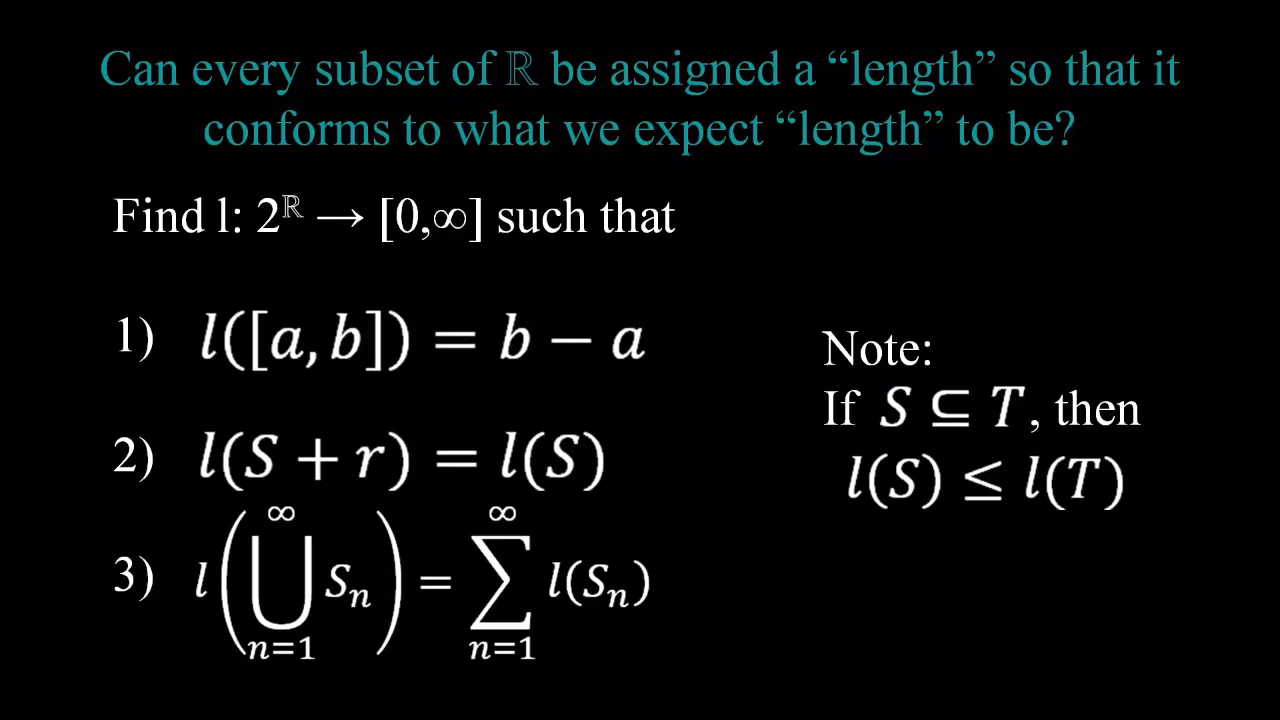 Can every subset of ℝ be assigned a “length” so that it
conforms to what we expect “length” to be?
Find l: 2^ℝ → [0,∞] such that
1) l([a, b]) = b − a
2) l(S + r) = l(S)
3) l(⋃_{n=1}^{∞} S_n) = ∑_{n=1}^{∞} l(S_n)
Note:
If S ⊆ T, then
l(S) ≤ l(T)